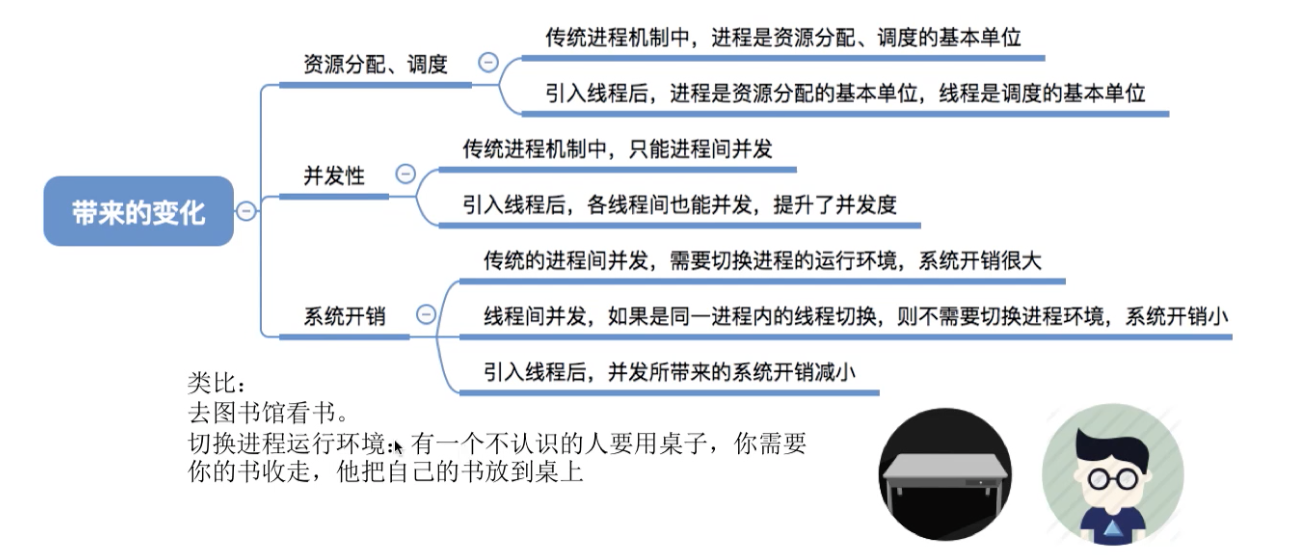 传统进程机制中，进程是资源分配、调度的基本单位
资源分配、调度
引入线程后，进程是资源分配的基本单位，线程是调度的基本单位
传统进程机制中，只能进程间并发
并发性
带来的变化
引入线程后，各线程间也能并发，提升了并发度
传统的进程间并发，需要切换进程的运行环境，系统开销很大
系统开销
线程间并发，如果是同一进程内的线程切换，则不需要切换进程环境，系统开销小
引入线程后，并发所带来的系统开销减小
类比：
去图书馆看书。
切换进程运行环境：有一个不认识的人要用桌子，你需要
你的书收走，他把自己的书放到桌上